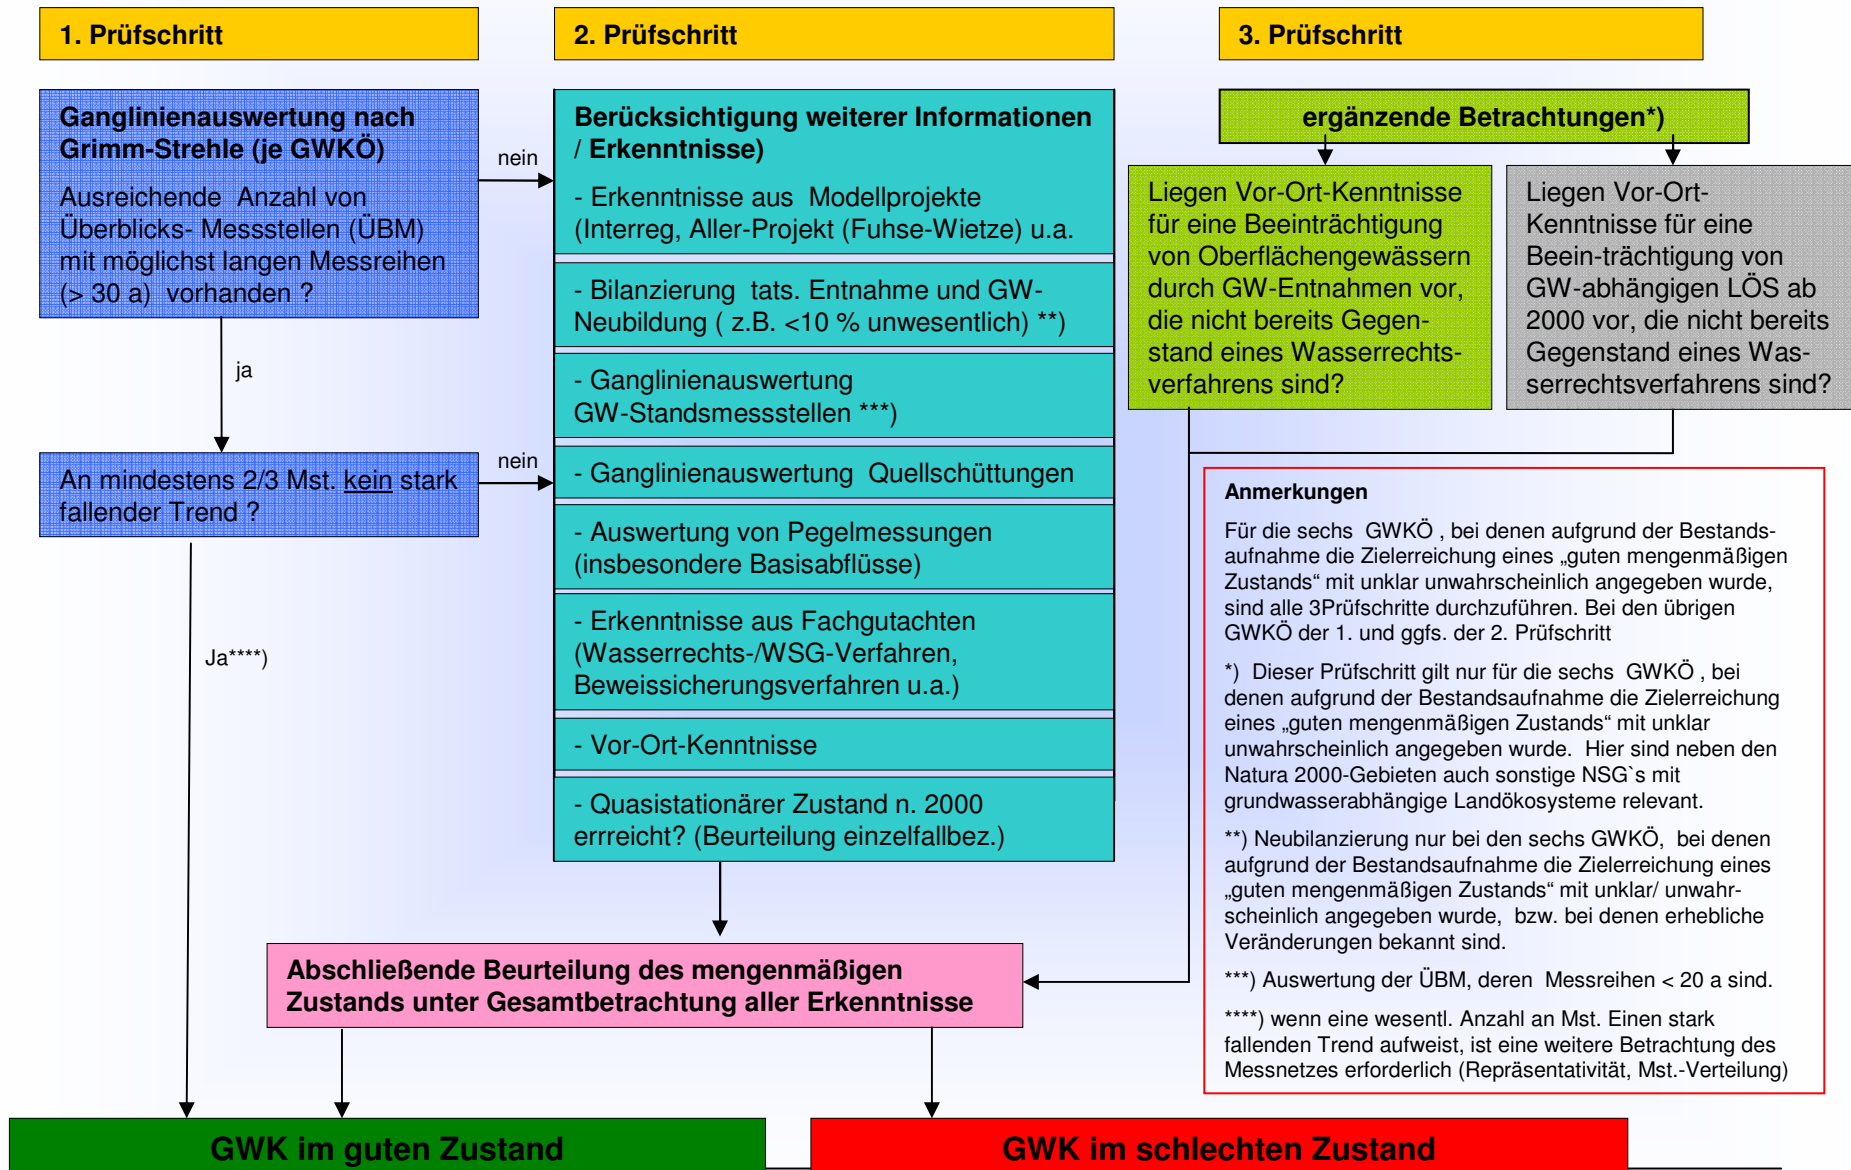 1. Prüfschritt
2. Prüfschritt
3. Prüfschritt
Ganglinienauswertung nach
Grimm-Strehle (je GWKÖ)
Ausreichende Anzahl von
Überblicks- Messstellen (ÜBM)
mit möglichst langen Messreihen
(> 30 a) vorhanden ?
nein
ja
An mindestens 2/3 Mst. kein stark
fallender Trend ?
nein
Ja****)
Berücksichtigung weiterer Informationen
/ Erkenntnisse)
- Erkenntnisse aus Modellprojekte
(Interreg, Aller-Projekt (Fuhse-Wietze) u.a.
- Bilanzierung tats. Entnahme und GW-
Neubildung ( z.B. <10 % unwesentlich) **)
- Ganglinienauswertung
GW-Standsmessstellen ***)
- Ganglinienauswertung Quellschüttungen
- Auswertung von Pegelmessungen
(insbesondere Basisabflüsse)
- Erkenntnisse aus Fachgutachten
(Wasserrechts-/WSG-Verfahren,
Beweissicherungsverfahren u.a.)
- Vor-Ort-Kenntnisse
- Quasistationärer Zustand n. 2000
errreicht? (Beurteilung einzelfallbez.)
ergänzende Betrachtungen*)
Liegen Vor-Ort-Kenntnisse
für eine Beeinträchtigung
von Oberflächengewässern
durch GW-Entnahmen vor,
die nicht bereits Gegen-
stand eines Wasserrechts-
verfahrens sind?
Liegen Vor-Ort-
Kenntnisse für eine
Beein-trächtigung von
GW-abhängigen LÖS ab
2000 vor, die nicht bereits
Gegenstand eines Was-
serrechtsverfahrens sind?
Anmerkungen
Für die sechs GWKÖ , bei denen aufgrund der Bestands-
aufnahme die Zielerreichung eines „guten mengenmäßigen
Zustands“ mit unklar unwahrscheinlich angegeben wurde,
sind alle 3Prüfschritte durchzuführen. Bei den übrigen
GWKÖ der 1. und ggfs. der 2. Prüfschritt
*) Dieser Prüfschritt gilt nur für die sechs GWKÖ , bei
denen aufgrund der Bestandsaufnahme die Zielerreichung
eines „guten mengenmäßigen Zustands“ mit unklar
unwahrscheinlich angegeben wurde. Hier sind neben den
Natura 2000-Gebieten auch sonstige NSG`s mit
grundwasserabhängige Landökosysteme relevant.
**) Neubilanzierung nur bei den sechs GWKÖ, bei denen
aufgrund der Bestandsaufnahme die Zielerreichung eines
„guten mengenmäßigen Zustands“ mit unklar/ unwahr-
scheinlich angegeben wurde, bzw. bei denen erhebliche
Veränderungen bekannt sind.
***) Auswertung der ÜBM, deren Messreihen < 20 a sind.
****) wenn eine wesentl. Anzahl an Mst. Einen stark
fallenden Trend aufweist, ist eine weitere Betrachtung des
Messnetzes erforderlich (Repräsentativität, Mst.-Verteilung)
Abschließende Beurteilung des mengenmäßigen
Zustands unter Gesamtbetrachtung aller Erkenntnisse
GWK im guten Zustand
GWK im schlechten Zustand